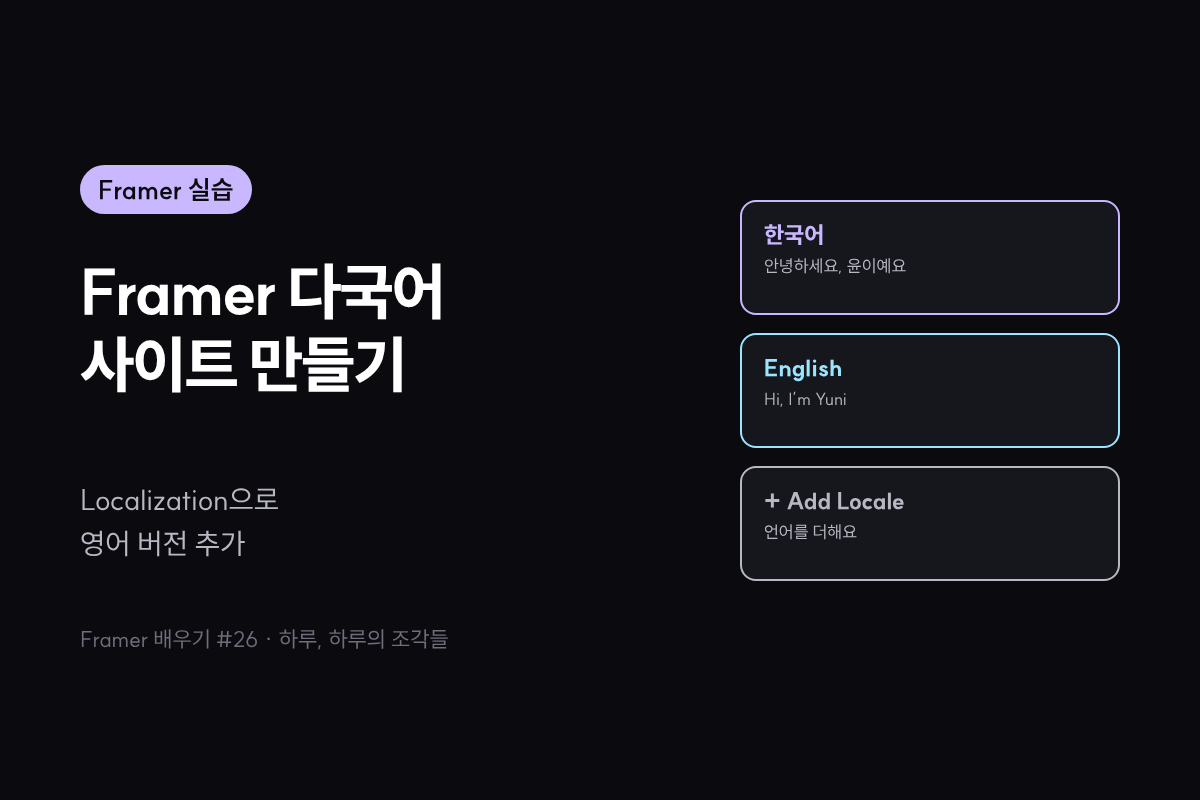 Framer 실습
Framer 다국어
사이트 만들기
Localization으로
영어 버전 추가
Framer 배우기 #26 · 하루, 하루의 조각들
한국어
안녕하세요, 윤이예요
English
Hi, I’m Yuni
+ Add Locale
언어를 더해요